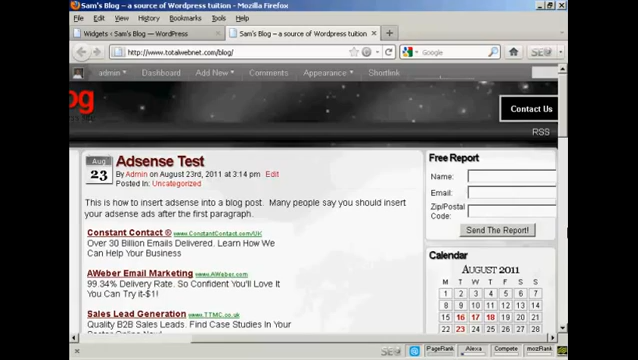 Sam's Blog — a source of Wordpress tuition - Mozilla Firefox
File Edit View History Bookmarks Tools Help
Widgets ‹ Sam's Blog — WordPress
Sam's Blog – a source of Wordpress tuition
http://www.totalwebnet.com/blog/
Google
admin Dashboard Add New Comments Appearance Shortlink
og
Contact Us
RSS
Aug
23
Adsense Test
By Admin on August 23rd, 2011 at 3:14 pm Edit
Posted In: Uncategorized
This is how to insert adsense into a blog post. Many people say you should insert
your adsense ads after the first paragraph.
Constant Contact ® www.ConstantContact.com/UK
Over 30 Billion Emails Delivered. Learn How We
Can Help Your Business
AWeber Email Marketing www.AWeber.com
99.34% Delivery Rate. So Confident You'll Love It
You Can Try it-$1!
Sales Lead Generation www.TTMC.co.uk
Quality B2B Sales Leads. Find Case Studies In Your
Free Report
Name:
Email:
Zip/Postal
Code:
Send The Report!
Calendar
August 2011
M T W T F S S
1 2 3 4 5 6 7
8 9 10 11 12 13 14
15 16 17 18 19 20 21
22 23 24 25 26 27 28
PageRank Alexa Compete mozRank